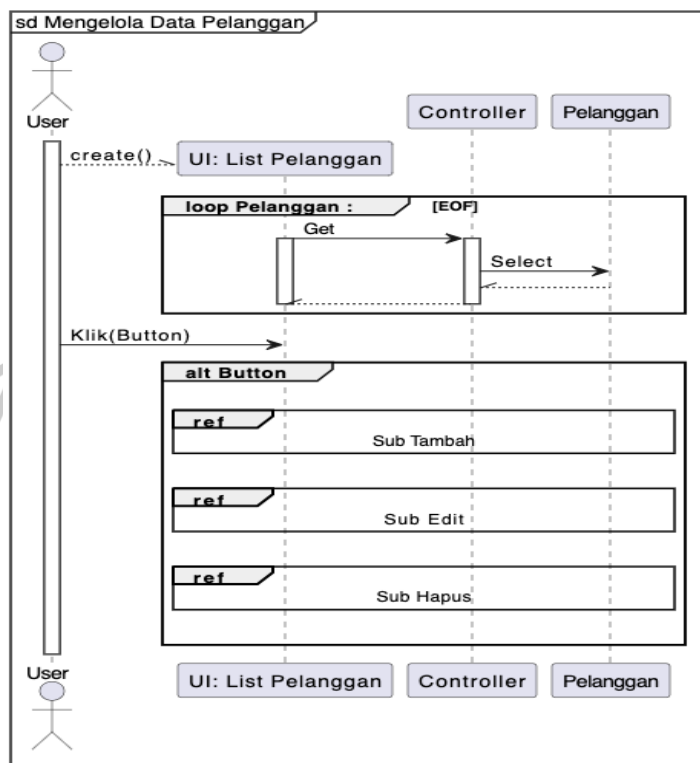 sd Mengelola Data Pelanggan
User
Controller
Pelanggan
create()
UI: List Pelanggan
loop Pelanggan :
[EOF]
Get
Select
Klik(Button)
alt Button
ref
Sub Tambah
ref
Sub Edit
ref
Sub Hapus
User
UI: List Pelanggan
Controller
Pelanggan